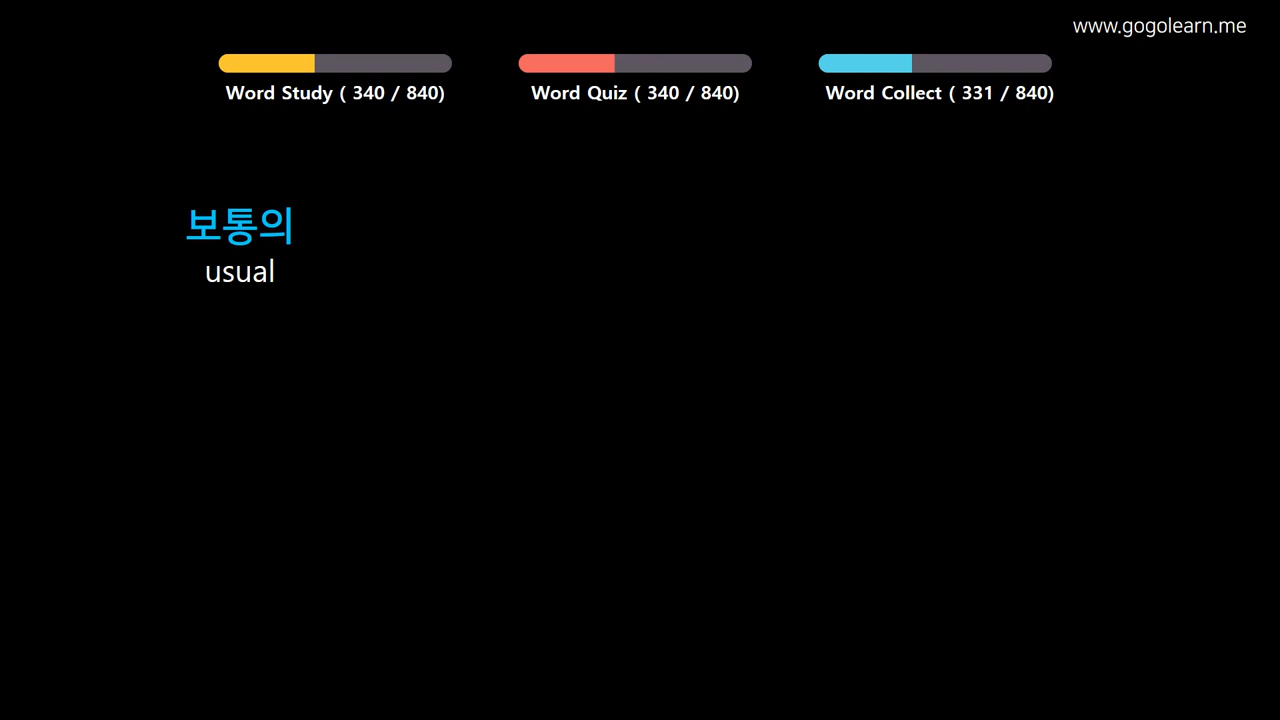 www.gogolearn.me
Word Study ( 340 / 840) Word Quiz ( 340 / 840) Word Collect ( 331 / 840)
보통의
usual